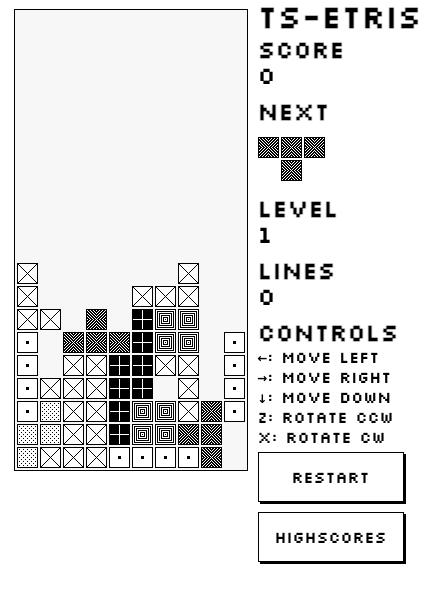 TS-ETRIS
SCORE
0
NEXT
LEVEL
1
LINES
0
CONTROLS
←: MOVE LEFT
→: MOVE RIGHT
↓: MOVE DOWN
Z: ROTATE CCW
X: ROTATE CW
RESTART
HIGHSCORES